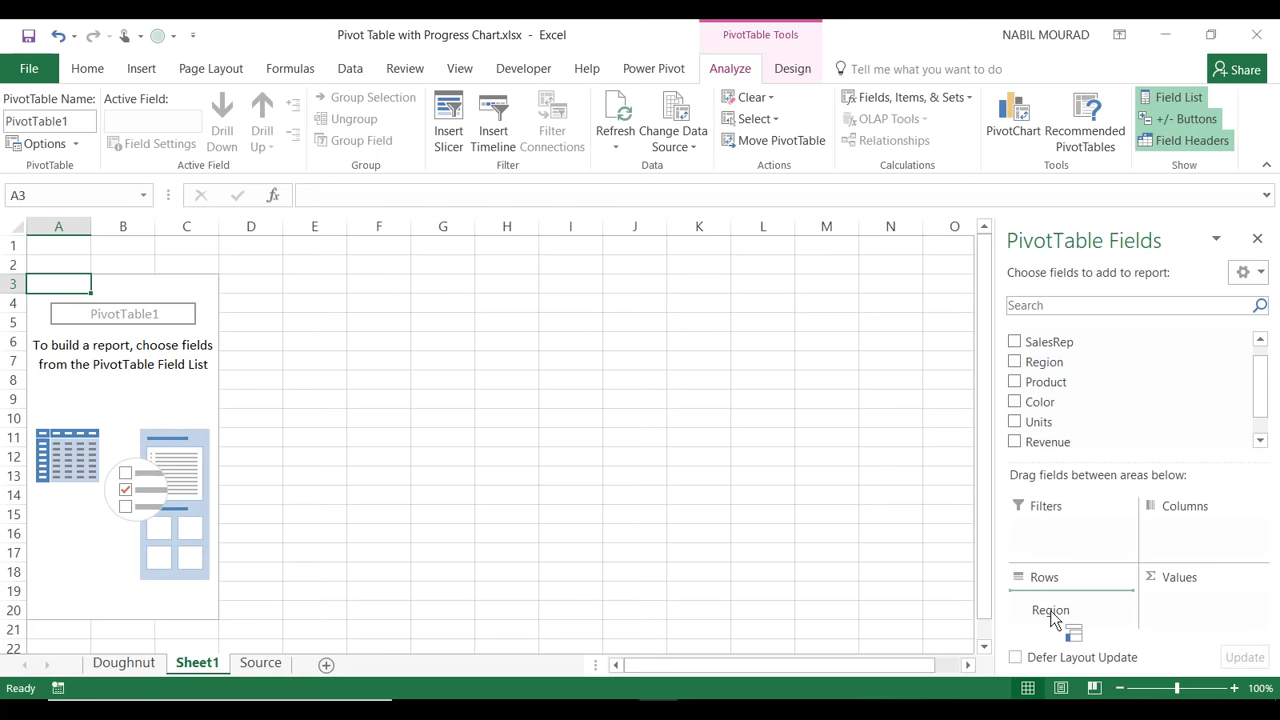 Pivot Table with Progress Chart.xlsx - Excel
PivotTable Tools
NABIL MOURAD
File Home Insert Page Layout Formulas Data Review View Developer Help Power Pivot Analyze Design Tell me what you want to do Share
PivotTable Name:
PivotTable1
Options
PivotTable
Active Field:
Field Settings
Drill Down
Drill Up
Active Field
Group Selection
Ungroup
Group Field
Group
Insert Slicer
Insert Timeline
Filter Connections
Filter
Refresh
Change Data Source
Data
Clear
Select
Move PivotTable
Actions
Fields, Items, & Sets
OLAP Tools
Relationships
Calculations
PivotChart
Recommended PivotTables
Tools
Field List
+/- Buttons
Field Headers
Show
A3
fx
A B C D E F G H I J K L M N O
1
2
3
4
5
6
7
8
9
10
11
12
13
14
15
16
17
18
19
20
21
22
PivotTable1
To build a report, choose fields
from the PivotTable Field List
PivotTable Fields
Choose fields to add to report:
Search
SalesRep
Region
Product
Color
Units
Revenue
Drag fields between areas below:
Filters
Columns
Rows
Σ Values
Region
Defer Layout Update
Update
Doughnut Sheet1 Source
Ready
100%